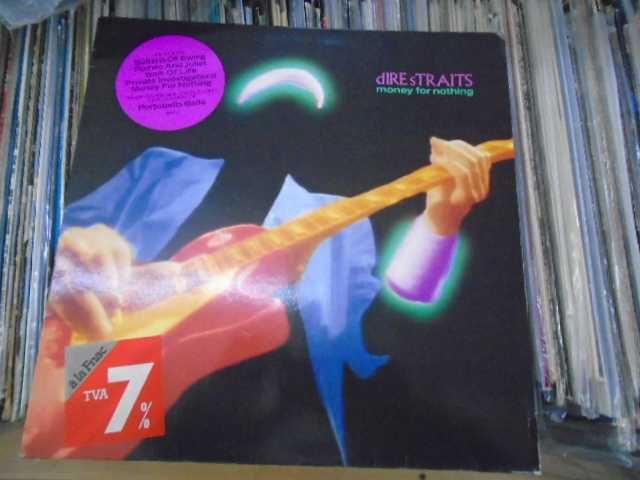 Sultans Of Swing
Romeo And Juliet
Walk Of Life
Private Investigations
Money For Nothing
Portobello Belle
dIRE sTRAITS
money for nothing
à la Fnac
TVA 7%